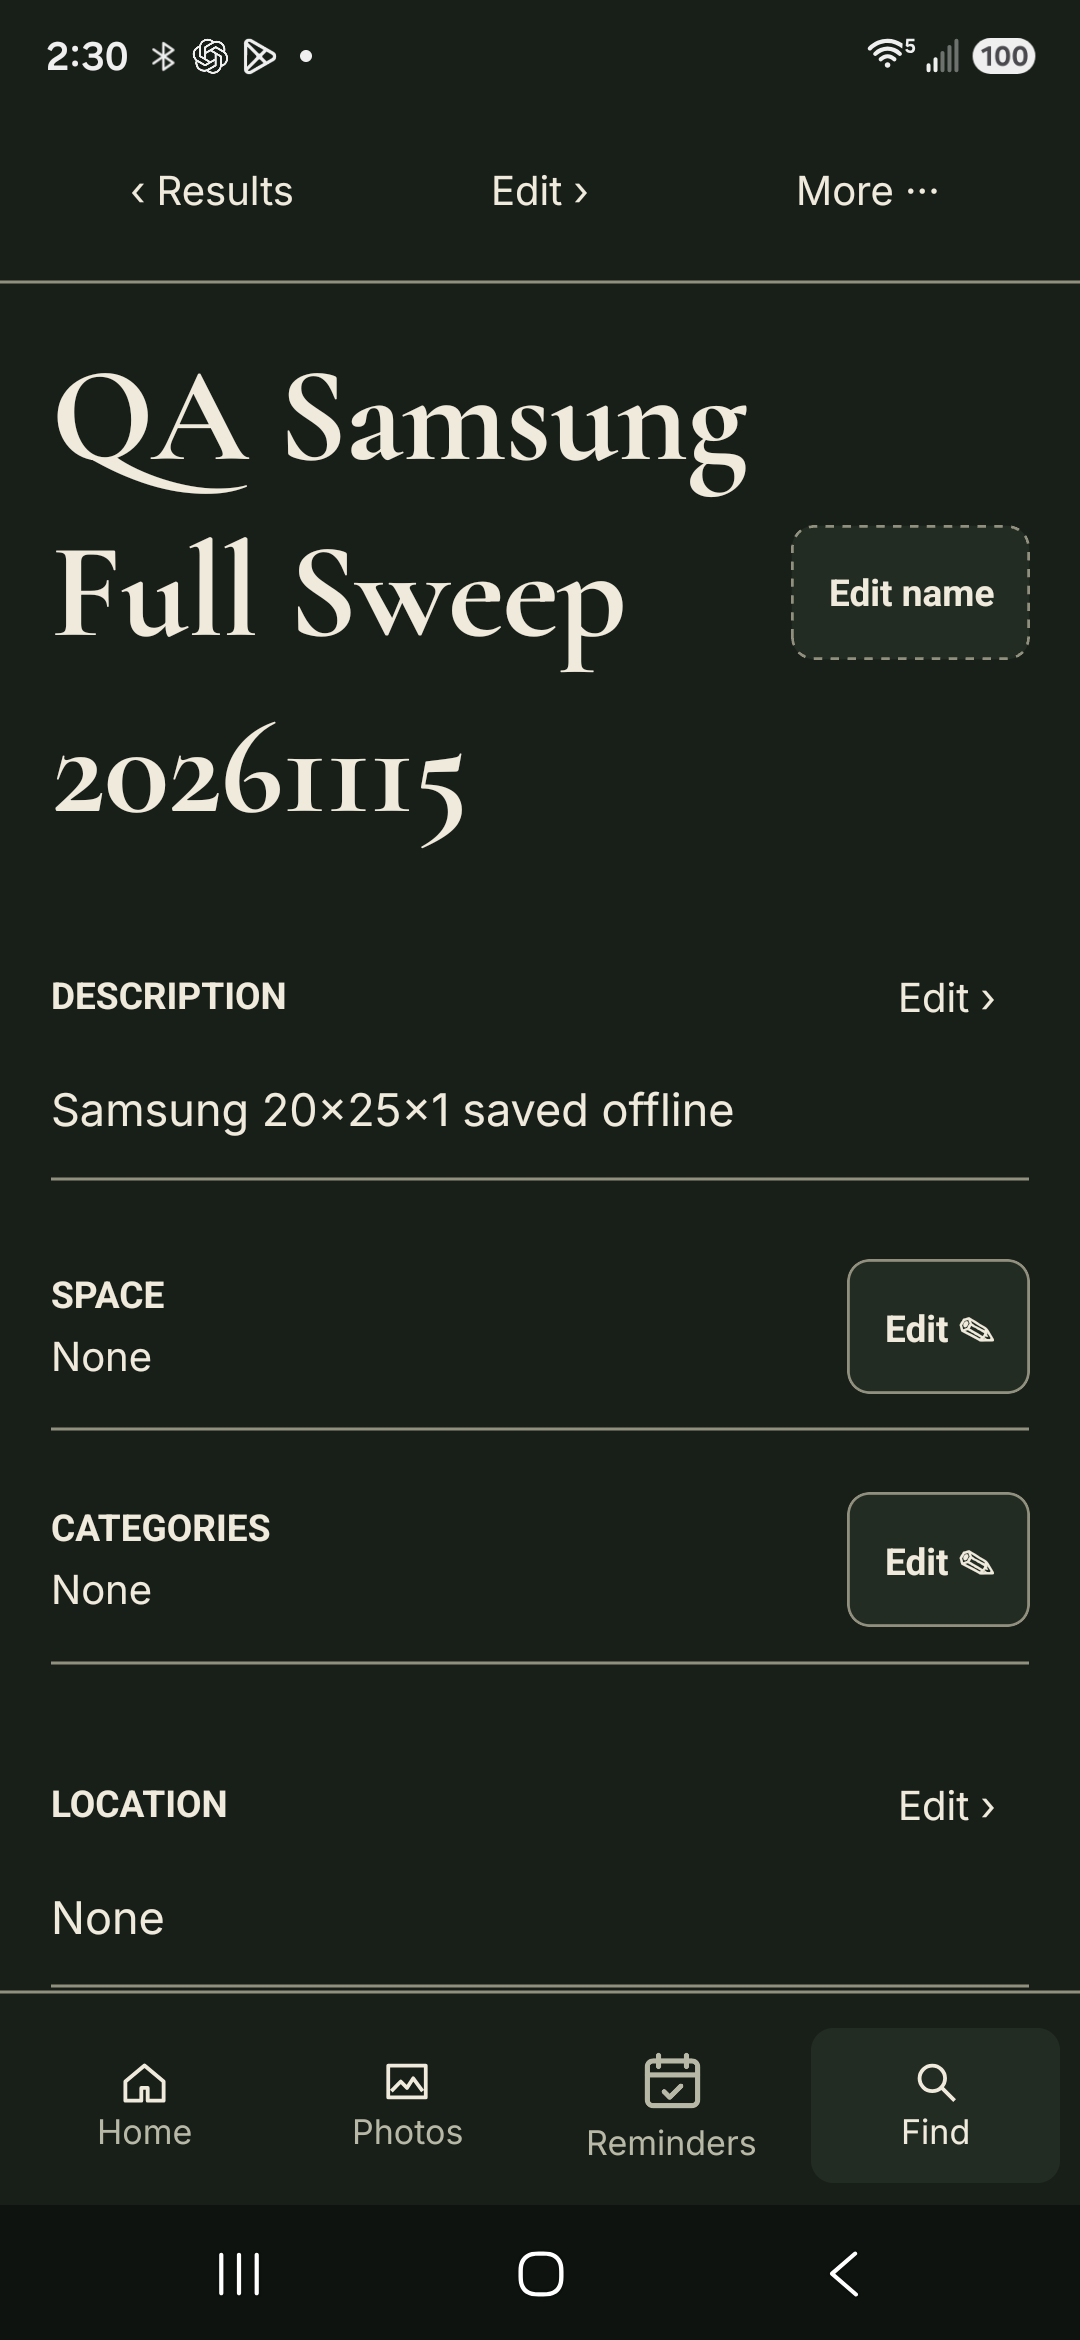 2:30
5
100
‹ Results
Edit ›
More ···
QA Samsung
Full Sweep
20261115
Edit name
DESCRIPTION
Edit ›
Samsung 20×25×1 saved offline
SPACE
None
Edit ✎
CATEGORIES
None
Edit ✎
LOCATION
Edit ›
None
Home
Photos
Reminders
Find